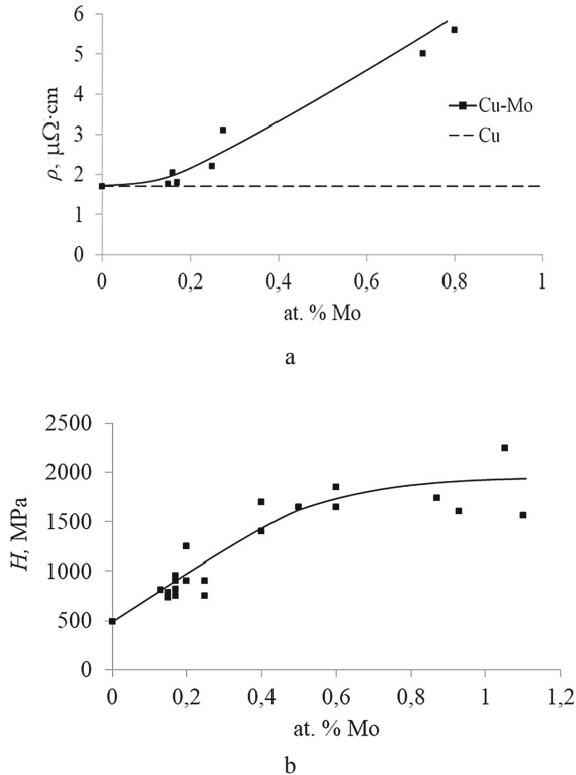 6
5
4
3
2
1
0
ρ, μΩ·cm
Cu-Mo
Cu
0 0,2 0,4 0,6 0,8 1
at. % Mo
a
2500
2000
1500
1000
500
0
H, MPa
0 0,2 0,4 0,6 0,8 1 1,2
at. % Mo
b